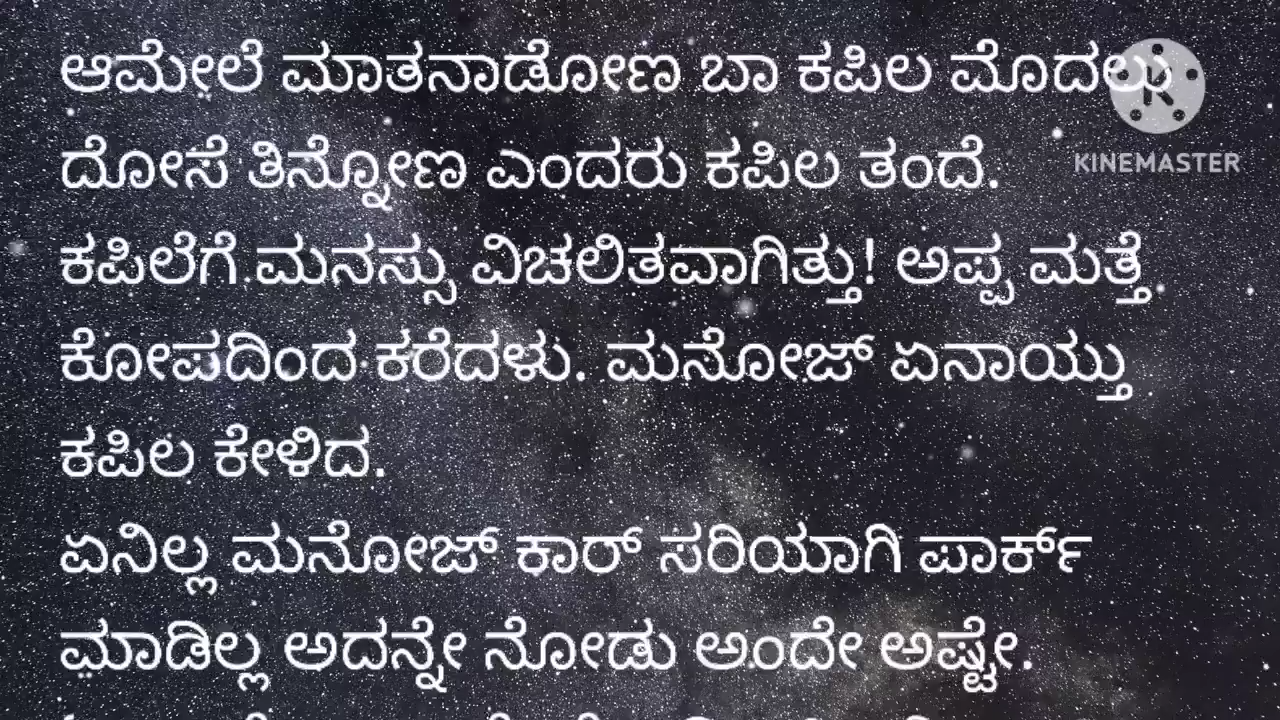 ಆಮೇಲೆ ಮಾತನಾಡೋಣ ಬಾ ಕಪಿಲ ಮೊದಲು
KINEMASTER
ದೋಸೆ ತಿನ್ನೋಣ ಎಂದರು ಕಪಿಲ ತಂದೆ.
ಕಪಿಲೆಗೆ ಮನಸ್ಸು ವಿಚಲಿತವಾಗಿತ್ತು! ಅಪ್ಪ ಮತ್ತೆ
ಕೋಪದಿಂದ ಕರೆದಳು. ಮನೋಜ್ ಏನಾಯ್ತು
ಕಪಿಲ ಕೇಳಿದ.
ಏನಿಲ್ಲ ಮನೋಜ್ ಕಾರ್ ಸರಿಯಾಗಿ ಪಾರ್ಕ್
ಮಾಡಿಲ್ಲ ಅದನ್ನೇ ನೋಡು ಅಂದೇ ಅಷ್ಟೇ.